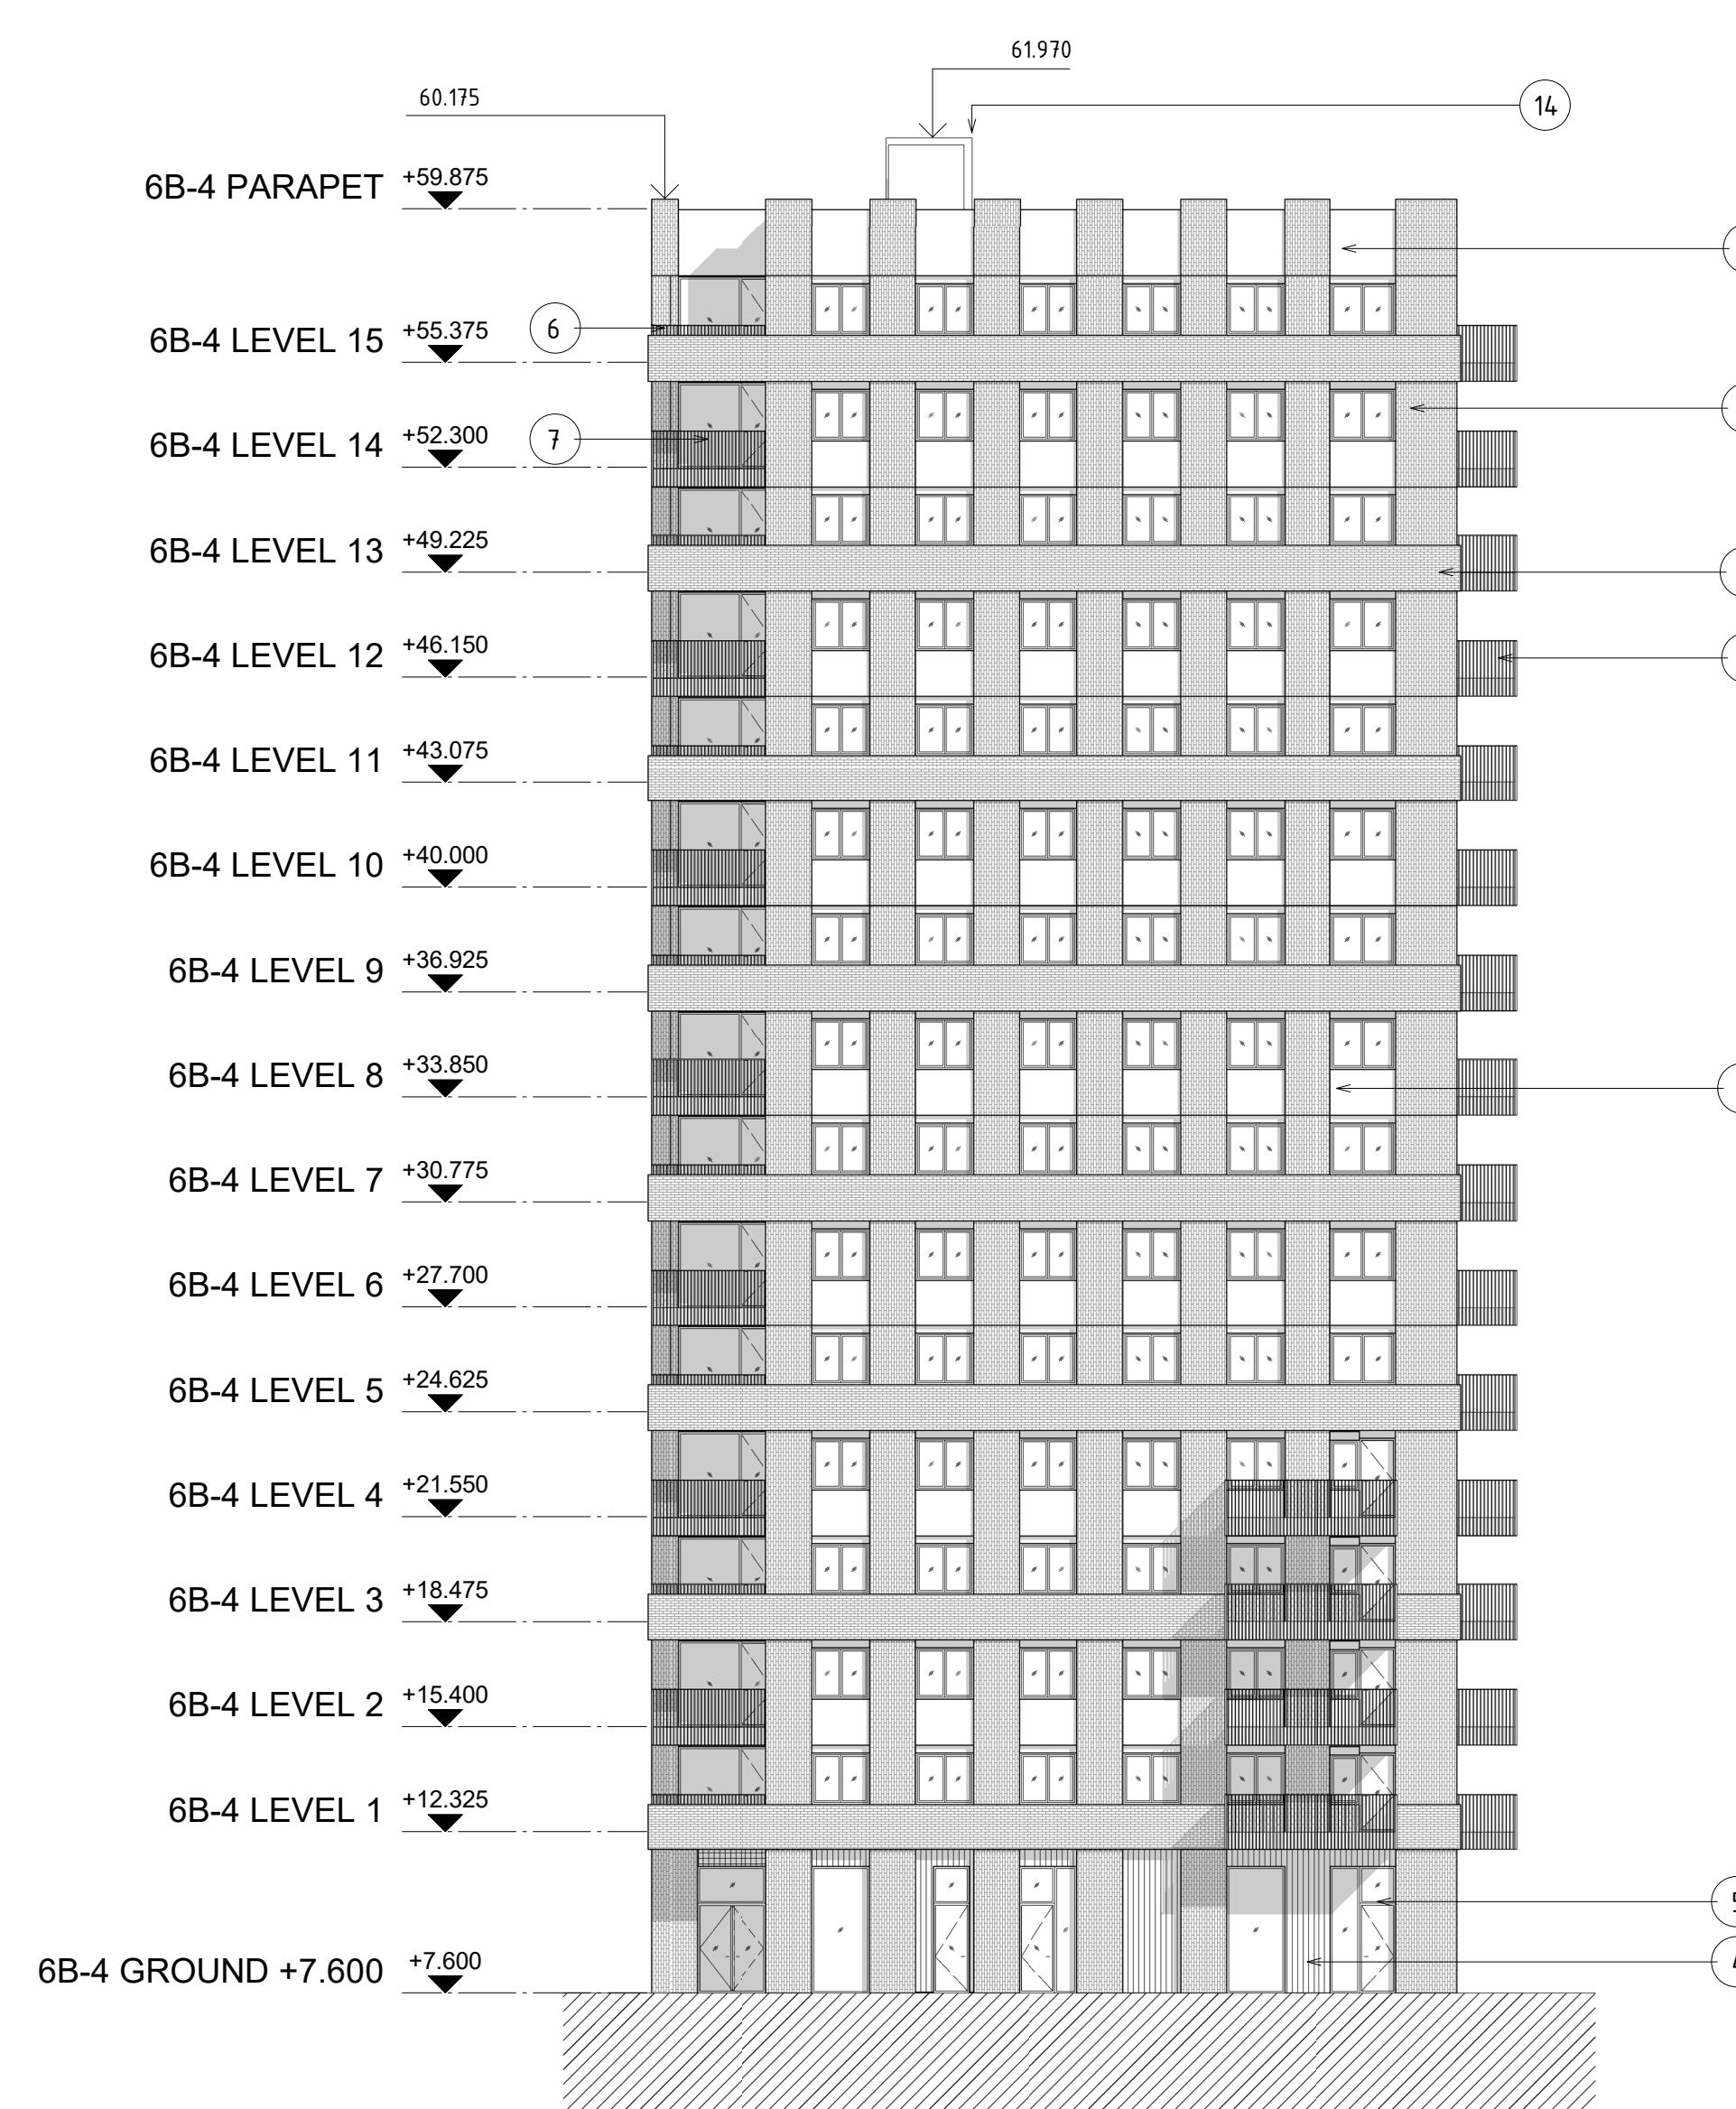 61.970
60.175
14
6B-4 PARAPET +59.875
6B-4 LEVEL 15 +55.375
6
6B-4 LEVEL 14 +52.300
7
6B-4 LEVEL 13 +49.225
6B-4 LEVEL 12 +46.150
6B-4 LEVEL 11 +43.075
6B-4 LEVEL 10 +40.000
6B-4 LEVEL 9 +36.925
6B-4 LEVEL 8 +33.850
6B-4 LEVEL 7 +30.775
6B-4 LEVEL 6 +27.700
6B-4 LEVEL 5 +24.625
6B-4 LEVEL 4 +21.550
6B-4 LEVEL 3 +18.475
6B-4 LEVEL 2 +15.400
6B-4 LEVEL 1 +12.325
6B-4 GROUND +7.600 +7.600